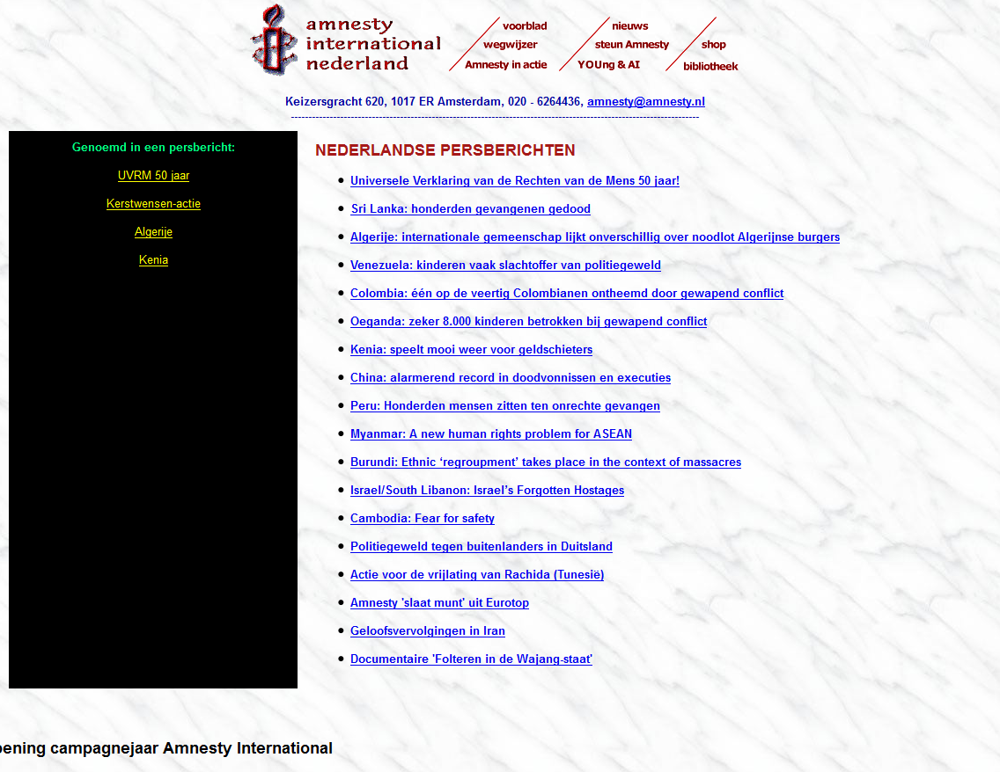 amnesty
international
nederland
voorblad
wegwijzer
Amnesty in actie
nieuws
steun Amnesty
YOUng & AI
shop
bibliotheek
Keizersgracht 620, 1017 ER Amsterdam, 020 - 6264436, amnesty@amnesty.nl
Genoemd in een persbericht:
UVRM 50 jaar
Kerstwensen-actie
Algerije
Kenia
NEDERLANDSE PERSBERICHTEN
Universele Verklaring van de Rechten van de Mens 50 jaar!
Sri Lanka: honderden gevangenen gedood
Algerije: internationale gemeenschap lijkt onverschillig over noodlot Algerijnse burgers
Venezuela: kinderen vaak slachtoffer van politiegeweld
Colombia: één op de veertig Colombianen ontheemd door gewapend conflict
Oeganda: zeker 8.000 kinderen betrokken bij gewapend conflict
Kenia: speelt mooi weer voor geldschieters
China: alarmerend record in doodvonnissen en executies
Peru: Honderden mensen zitten ten onrechte gevangen
Myanmar: A new human rights problem for ASEAN
Burundi: Ethnic ‘regroupment’ takes place in the context of massacres
Israel/South Libanon: Israel’s Forgotten Hostages
Cambodia: Fear for safety
Politiegeweld tegen buitenlanders in Duitsland
Actie voor de vrijlating van Rachida (Tunesië)
Amnesty 'slaat munt' uit Eurotop
Geloofsvervolgingen in Iran
Documentaire 'Folteren in de Wajang-staat'
pening campagnejaar Amnesty International